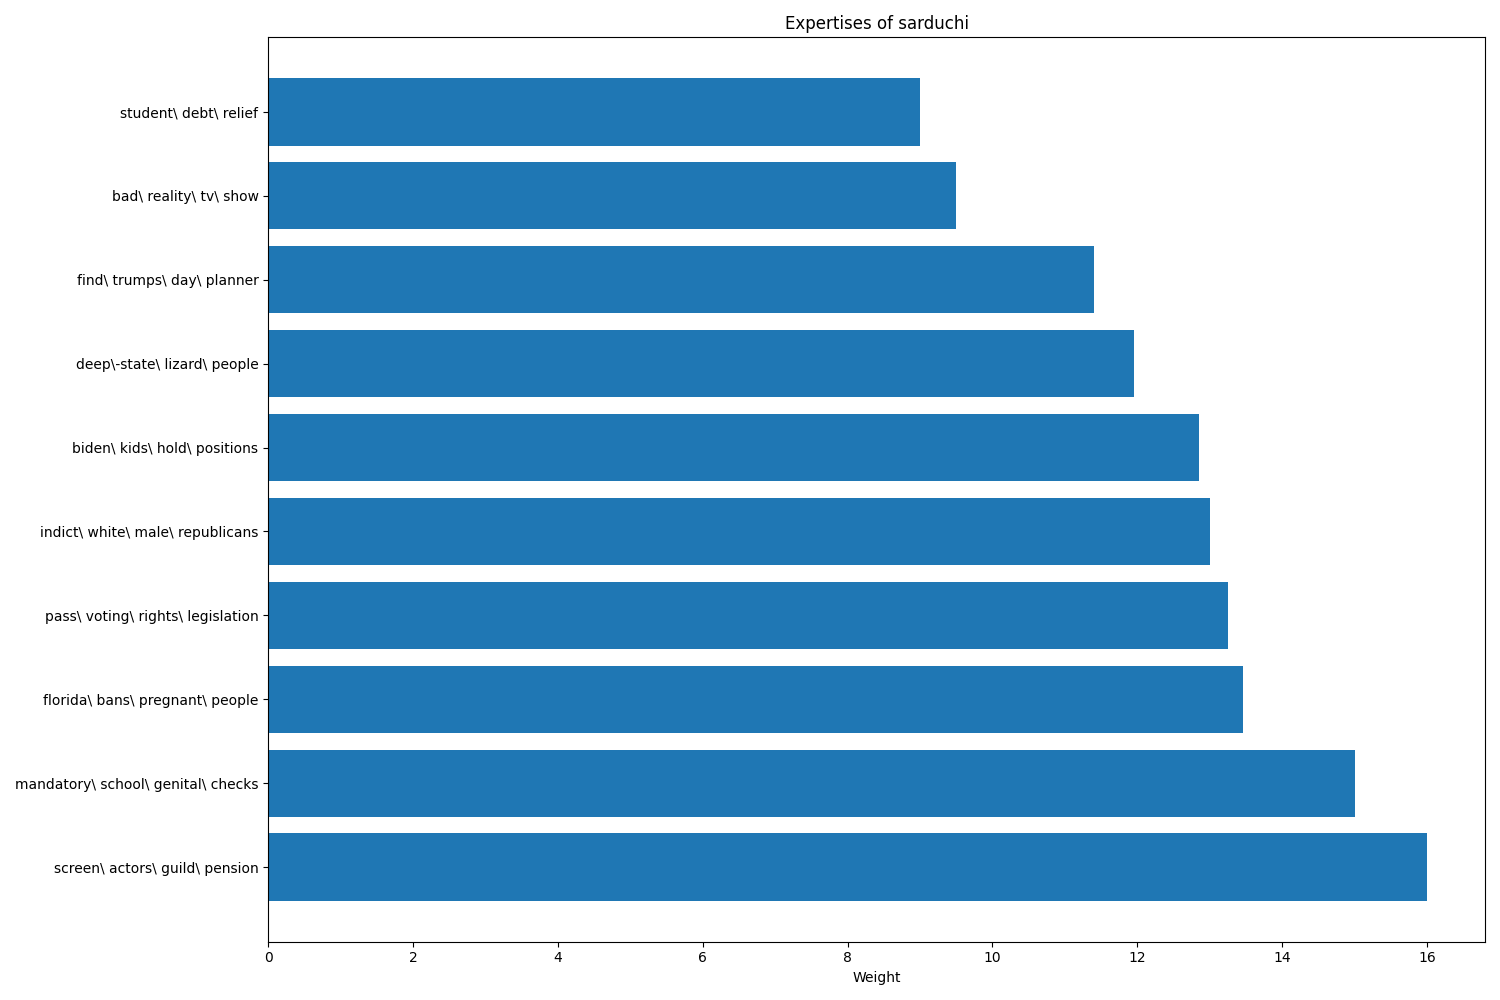 Expertises of sarduchi
student\ debt\ relief
bad\ reality\ tv\ show
find\ trumps\ day\ planner
deep\-state\ lizard\ people
biden\ kids\ hold\ positions
indict\ white\ male\ republicans
pass\ voting\ rights\ legislation
florida\ bans\ pregnant\ people
mandatory\ school\ genital\ checks
screen\ actors\ guild\ pension
0 2 4 6 8 10 12 14 16
Weight